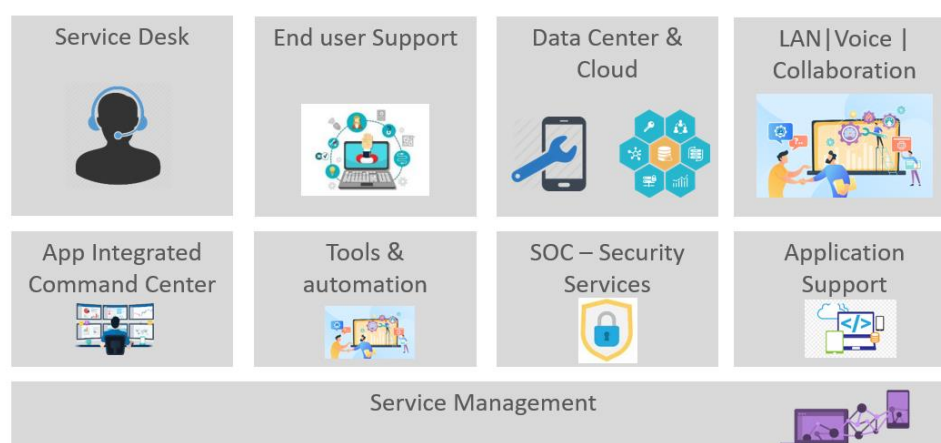 Service Desk
End user Support
Data Center &
Cloud
LAN|Voice |
Collaboration
App Integrated
Command Center
Tools &
automation
SOC – Security
Services
Application
Support
</>
Service Management